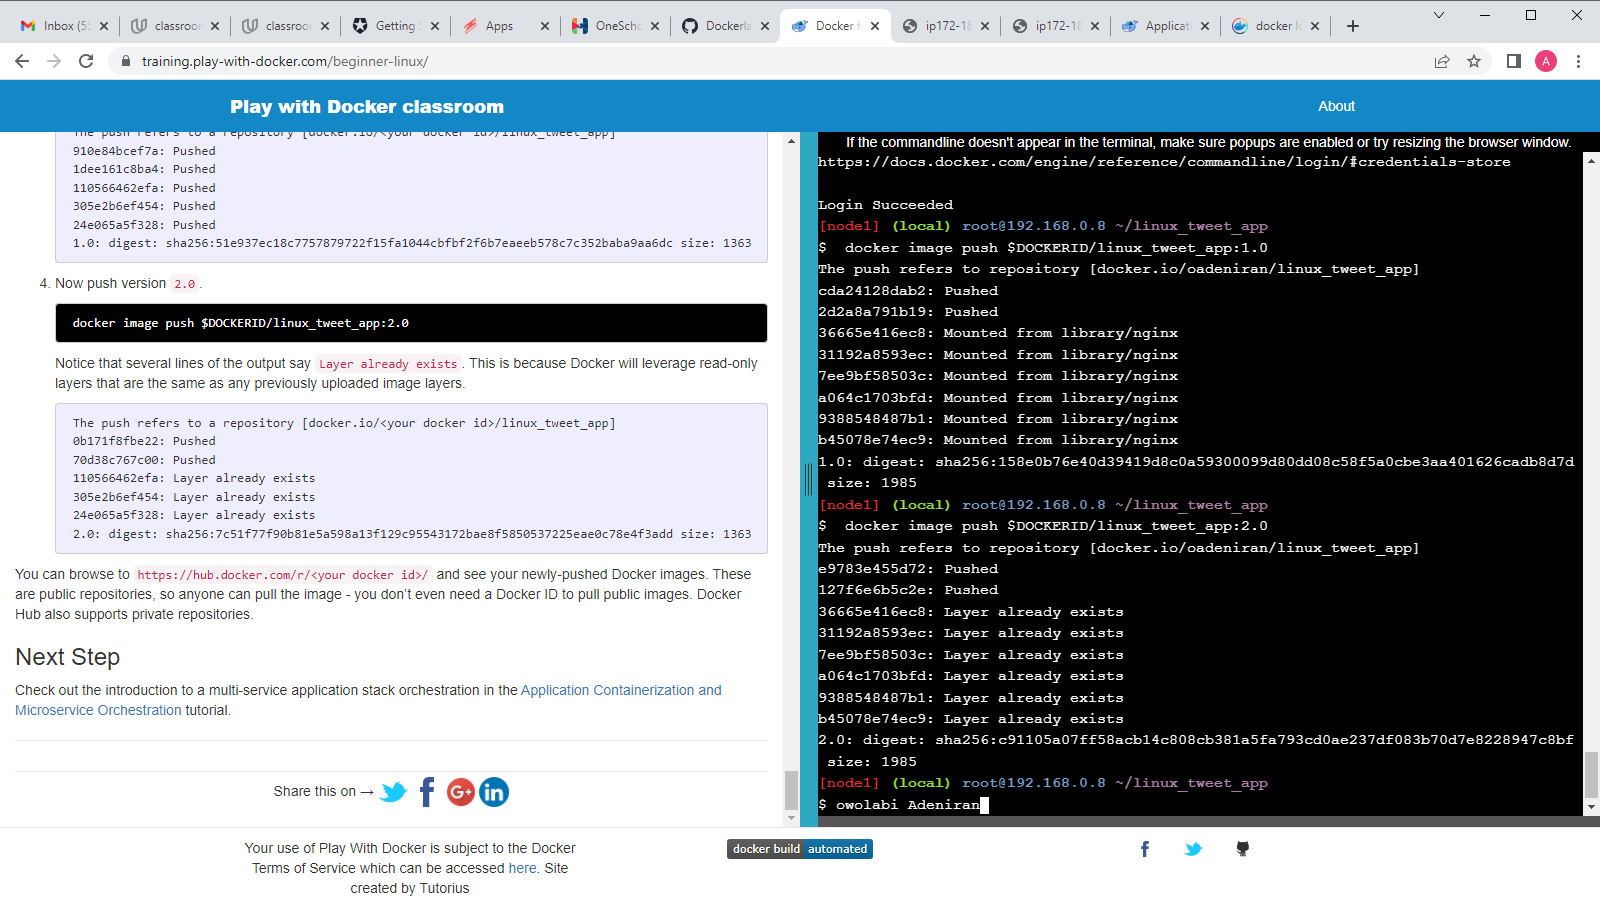 Inbox (55
classroom
classroom
Getting S
Apps
OneScho
Dockerla
Docker f
ip172-18
ip172-18
Applicati
docker lo
training.play-with-docker.com/beginner-linux/
A
Play with Docker classroom
About
The push refers to a repository [docker.io/<your docker id>/linux_tweet_app]
910e84bcef7a: Pushed
1dee161c8ba4: Pushed
110566462efa: Pushed
305e2b6ef454: Pushed
24e065a5f328: Pushed
1.0: digest: sha256:51e937ec18c7757879722f15fa1044cbfbf2f6b7eaeeb578c7c352baba9aa6dc size: 1363
4. Now push version 2.0.
docker image push $DOCKERID/linux_tweet_app:2.0
Notice that several lines of the output say Layer already exists. This is because Docker will leverage read-only
layers that are the same as any previously uploaded image layers.
The push refers to a repository [docker.io/<your docker id>/linux_tweet_app]
0b171f8fbe22: Pushed
70d38c767c00: Pushed
110566462efa: Layer already exists
305e2b6ef454: Layer already exists
24e065a5f328: Layer already exists
2.0: digest: sha256:7c51f77f90b81e5a598a13f129c95543172bae8f5850537225eae0c78e4f3add size: 1363
You can browse to https://hub.docker.com/r/<your docker id>/ and see your newly-pushed Docker images. These
are public repositories, so anyone can pull the image - you don't even need a Docker ID to pull public images. Docker
Hub also supports private repositories.
Next Step
Check out the introduction to a multi-service application stack orchestration in the Application Containerization and
Microservice Orchestration tutorial.
Share this on →
If the commandline doesn't appear in the terminal, make sure popups are enabled or try resizing the browser window.
https://docs.docker.com/engine/reference/commandline/login/#credentials-store
Login Succeeded
[node1] (local) root@192.168.0.8 ~/linux_tweet_app
$  docker image push $DOCKERID/linux_tweet_app:1.0
The push refers to repository [docker.io/oadeniran/linux_tweet_app]
cda24128dab2: Pushed
2d2a8a791b19: Pushed
36665e416ec8: Mounted from library/nginx
31192a8593ec: Mounted from library/nginx
7ee9bf58503c: Mounted from library/nginx
a064c1703bfd: Mounted from library/nginx
9388548487b1: Mounted from library/nginx
b45078e74ec9: Mounted from library/nginx
1.0: digest: sha256:158e0b76e40d39419d8c0a59300099d80dd08c58f5a0cbe3aa401626cadb8d7d
size: 1985
[node1] (local) root@192.168.0.8 ~/linux_tweet_app
$  docker image push $DOCKERID/linux_tweet_app:2.0
The push refers to repository [docker.io/oadeniran/linux_tweet_app]
e9783e455d72: Pushed
127f6e6b5c2e: Pushed
36665e416ec8: Layer already exists
31192a8593ec: Layer already exists
7ee9bf58503c: Layer already exists
a064c1703bfd: Layer already exists
9388548487b1: Layer already exists
b45078e74ec9: Layer already exists
2.0: digest: sha256:c91105a07ff58acb14c808cb381a5fa793cd0ae237df083b70d7e8228947c8bf
size: 1985
[node1] (local) root@192.168.0.8 ~/linux_tweet_app
$ owolabi Adeniran
Your use of Play With Docker is subject to the Docker
Terms of Service which can be accessed here. Site
created by Tutorius
docker build automated